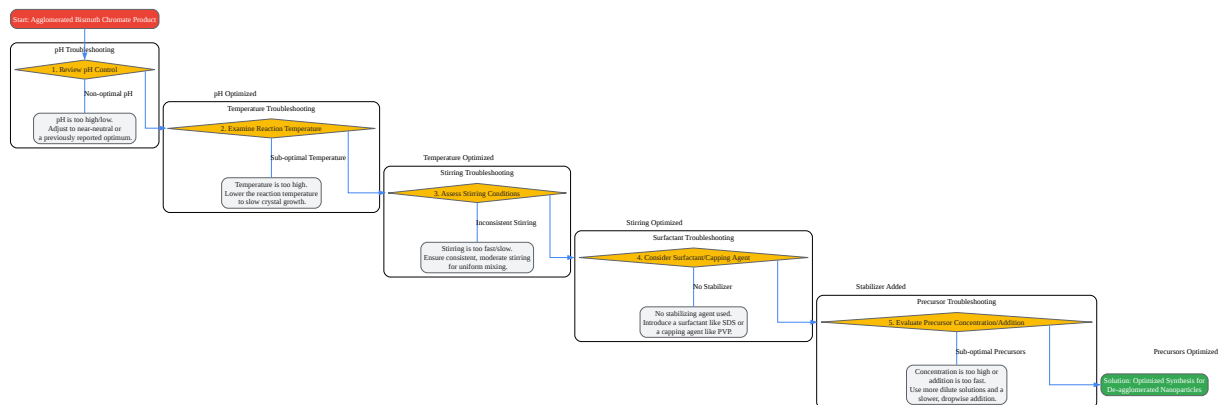 Start: Agglomerated Bismuth Chromate Product
pH Troubleshooting
1. Review pH Control
Non-optimal pH
pH is too high/low.
Adjust to near-neutral or
a previously reported optimum.
pH Optimized
Temperature Troubleshooting
2. Examine Reaction Temperature
Sub-optimal Temperature
Temperature is too high.
Lower the reaction temperature
to slow crystal growth.
Temperature Optimized
Stirring Troubleshooting
3. Assess Stirring Conditions
Inconsistent Stirring
Stirring is too fast/slow.
Ensure consistent, moderate stirring
for uniform mixing.
Stirring Optimized
Surfactant Troubleshooting
4. Consider Surfactant/Capping Agent
No Stabilizer
No stabilizing agent used.
Introduce a surfactant like SDS or
a capping agent like PVP.
Stabilizer Added
Precursor Troubleshooting
5. Evaluate Precursor Concentration/Addition
Sub-optimal Precursors
Concentration is too high or
addition is too fast.
Use more dilute solutions and a
slower, dropwise addition.
Precursors Optimized
Solution: Optimized Synthesis for
De-agglomerated Nanoparticles